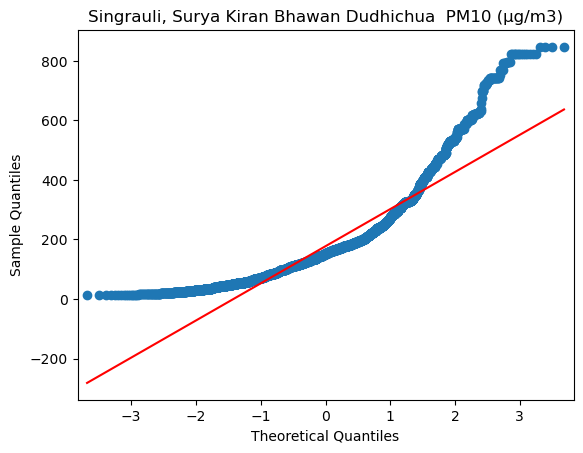 Singrauli, Surya Kiran Bhawan Dudhichua  PM10 (µg/m3)
Sample Quantiles
800
600
400
200
0
−200
−3 −2 −1 0 1 2 3
Theoretical Quantiles